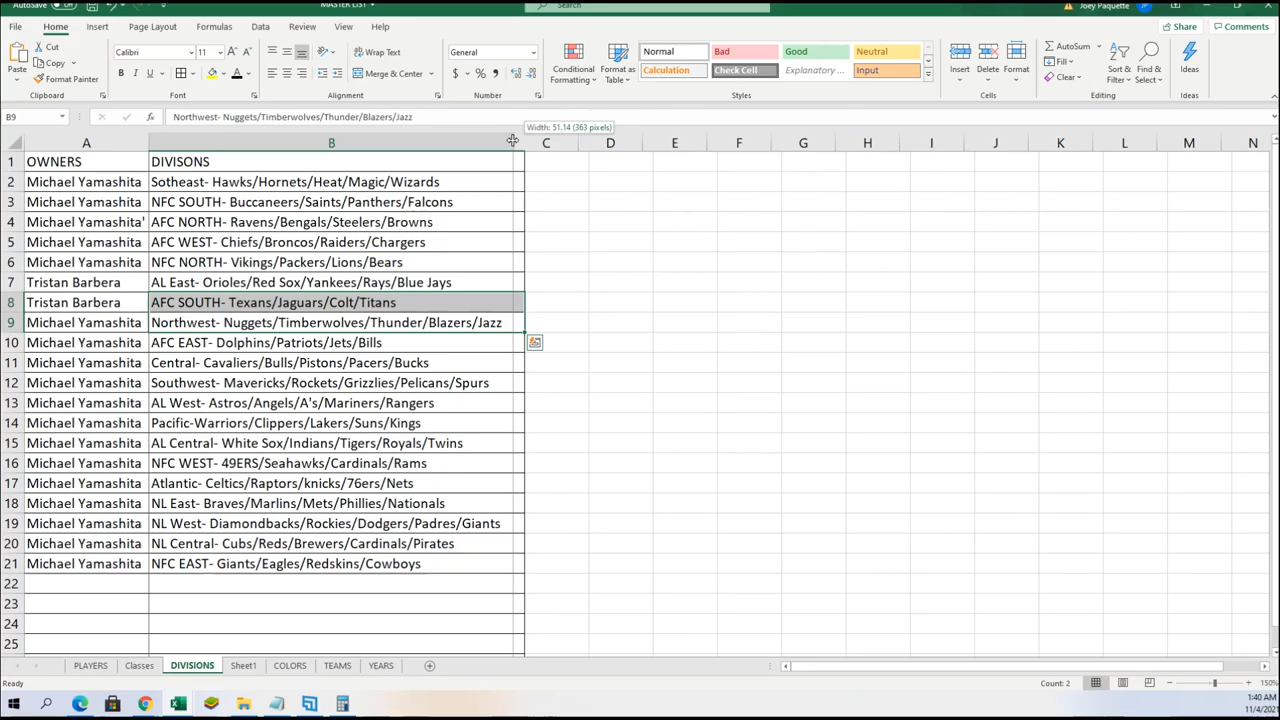 AutoSave Off
MASTER LIST
Search
Joey Paquette
File Home Insert Page Layout Formulas Data Review View Help
Share Comments
Paste Cut Copy Format Painter Clipboard
Calibri 11 B I U A A Font
Wrap Text Merge & Center Alignment
General $ % Number
Conditional Formatting Format as Table
Normal Bad Good Neutral
Calculation Check Cell Explanatory ... Input
Styles
Insert Delete Format Cells
AutoSum Fill Clear Sort & Filter Find & Select Editing
Ideas Ideas
B9 fx Northwest- Nuggets/Timberwolves/Thunder/Blazers/Jazz
Width: 51.14 (363 pixels)
A B C D E F G H I J K L M N
1 OWNERS DIVISONS
2 Michael Yamashita Sotheast- Hawks/Hornets/Heat/Magic/Wizards
3 Michael Yamashita NFC SOUTH- Buccaneers/Saints/Panthers/Falcons
4 Michael Yamashita' AFC NORTH- Ravens/Bengals/Steelers/Browns
5 Michael Yamashita AFC WEST- Chiefs/Broncos/Raiders/Chargers
6 Michael Yamashita NFC NORTH- Vikings/Packers/Lions/Bears
7 Tristan Barbera AL East- Orioles/Red Sox/Yankees/Rays/Blue Jays
8 Tristan Barbera AFC SOUTH- Texans/Jaguars/Colt/Titans
9 Michael Yamashita Northwest- Nuggets/Timberwolves/Thunder/Blazers/Jazz
10 Michael Yamashita AFC EAST- Dolphins/Patriots/Jets/Bills
11 Michael Yamashita Central- Cavaliers/Bulls/Pistons/Pacers/Bucks
12 Michael Yamashita Southwest- Mavericks/Rockets/Grizzlies/Pelicans/Spurs
13 Michael Yamashita AL West- Astros/Angels/A's/Mariners/Rangers
14 Michael Yamashita Pacific-Warriors/Clippers/Lakers/Suns/Kings
15 Michael Yamashita AL Central- White Sox/Indians/Tigers/Royals/Twins
16 Michael Yamashita NFC WEST- 49ERS/Seahawks/Cardinals/Rams
17 Michael Yamashita Atlantic- Celtics/Raptors/knicks/76ers/Nets
18 Michael Yamashita NL East- Braves/Marlins/Mets/Phillies/Nationals
19 Michael Yamashita NL West- Diamondbacks/Rockies/Dodgers/Padres/Giants
20 Michael Yamashita NL Central- Cubs/Reds/Brewers/Cardinals/Pirates
21 Michael Yamashita NFC EAST- Giants/Eagles/Redskins/Cowboys
22
23
24
25
PLAYERS Classes DIVISIONS Sheet1 COLORS TEAMS YEARS
Ready
Count: 2
150%
1:40 AM
11/4/2021